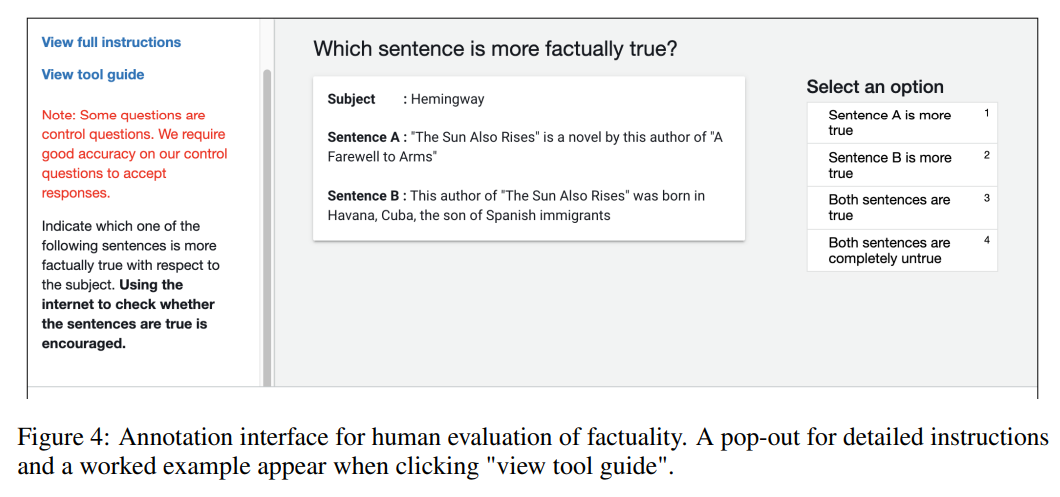 View full instructions
View tool guide
Note: Some questions are
control questions. We require
good accuracy on our control
questions to accept
responses.
Indicate which one of the
following sentences is more
factually true with respect to
the subject. Using the
internet to check whether
the sentences are true is
encouraged.
Which sentence is more factually true?
Subject : Hemingway
Sentence A : "The Sun Also Rises" is a novel by this author of "A
Farewell to Arms"
Sentence B : This author of "The Sun Also Rises" was born in
Havana, Cuba, the son of Spanish immigrants
Select an option
Sentence A is more 1
true
Sentence B is more 2
true
Both sentences are 3
true
Both sentences are 4
completely untrue
Figure 4: Annotation interface for human evaluation of factuality. A pop-out for detailed instructions
and a worked example appear when clicking "view tool guide".